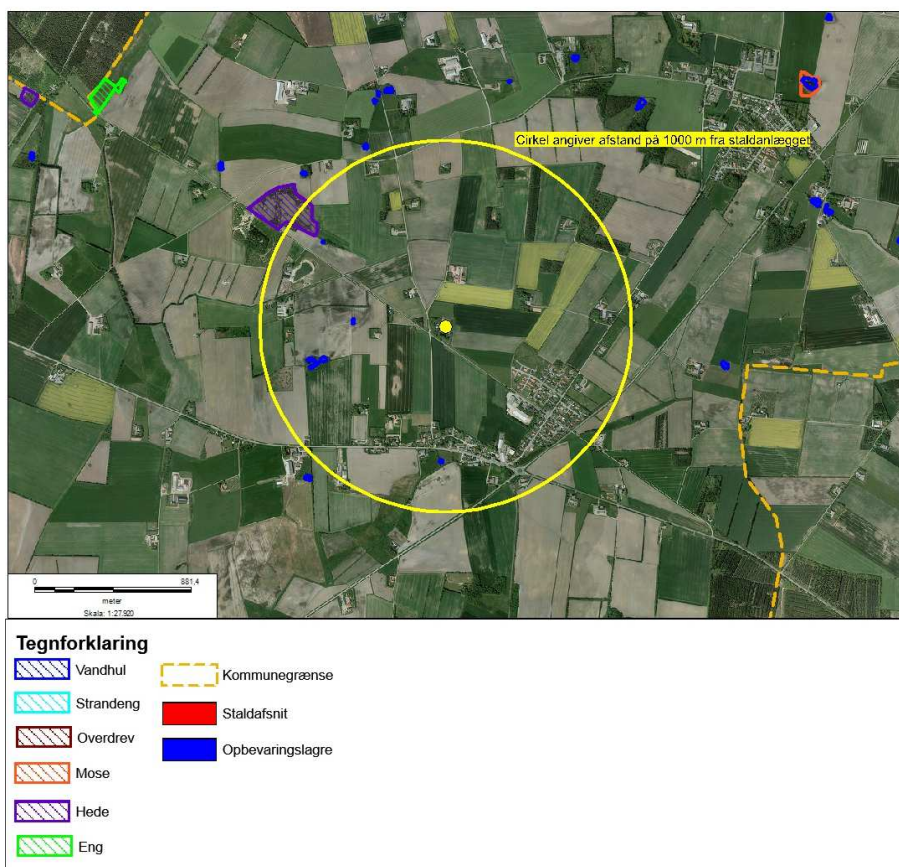 Cirkel angiver afstand på 1000 m fra staldanlægget
0 881,4
meter
Skala: 1:27.920
Tegnforklaring
Vandhul
Kommunegrænse
Strandeng
Staldafsnit
Overdrev
Opbevaringslagre
Mose
Hede
Eng